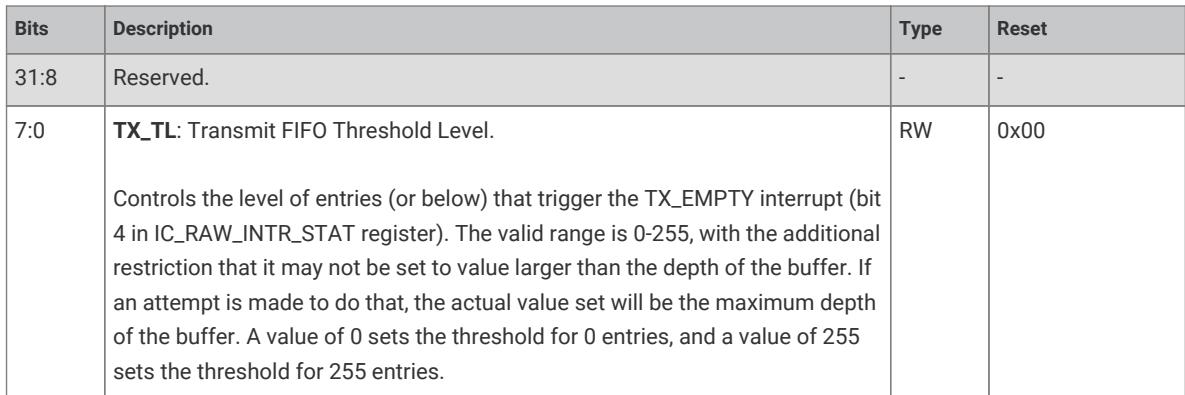 Bits Description Type Reset
31:8 Reserved. - -
7:0 TX_TL: Transmit FIFO Threshold Level. RW 0x00
Controls the level of entries (or below) that trigger the TX_EMPTY interrupt (bit
4 in IC_RAW_INTR_STAT register). The valid range is 0-255, with the additional
restriction that it may not be set to value larger than the depth of the buffer. If
an attempt is made to do that, the actual value set will be the maximum depth
of the buffer. A value of 0 sets the threshold for 0 entries, and a value of 255
sets the threshold for 255 entries.